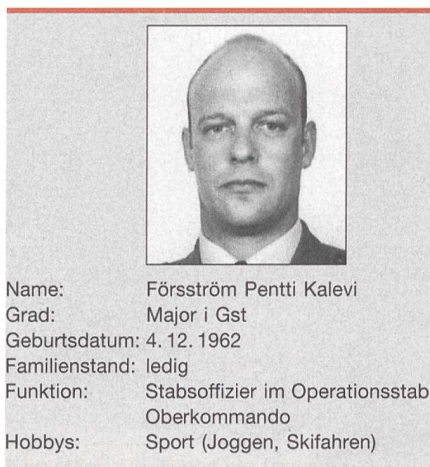 Name: Försström Pentti Kalevi
Grad: Major i Gst
Geburtsdatum: 4. 12. 1962
Familienstand: ledig
Funktion: Stabsoffizier im Operationsstab
Oberkommando
Hobbys: Sport (Joggen, Skifahren)